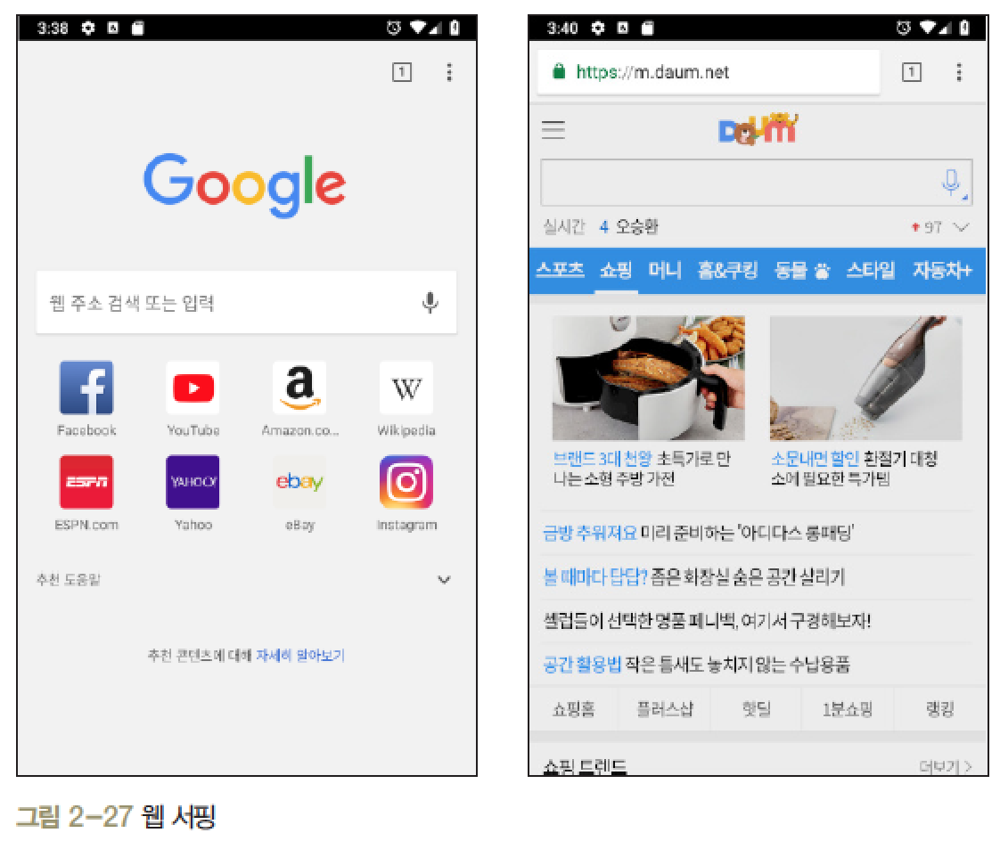 3:38
1
Google
웹 주소 검색 또는 입력
Facebook YouTube Amazon.co... Wikipedia
ESPN YAHOO! ebay
ESPN.com Yahoo eBay Instagram
추천 도움말
추천 콘텐츠에 대해 자세히 알아보기
3:40
https://m.daum.net 1
Daum
실시간 4 오승환 97
스포츠 쇼핑 머니 홈&쿠킹 동물 스타일 자동차+
브랜드 3대 천왕 초특가로 만
나는 소형 주방 가전
소문내면 할인 환절기 대청
소에 필요한 특가템
금방 추워져요 미리 준비하는 '아디다스 롱패딩'
볼 때마다 답답? 좁은 화장실 숨은 공간 살리기
셀럽들이 선택한 명품 페니백, 여기서 구경해보자!
공간 활용법 작은 틈새도 놓치지 않는 수납용품
쇼핑홈 플러스샵 핫딜 1분쇼핑 랭킹
쇼핑 트렌드 더보기 >
그림 2-27 웹 서핑